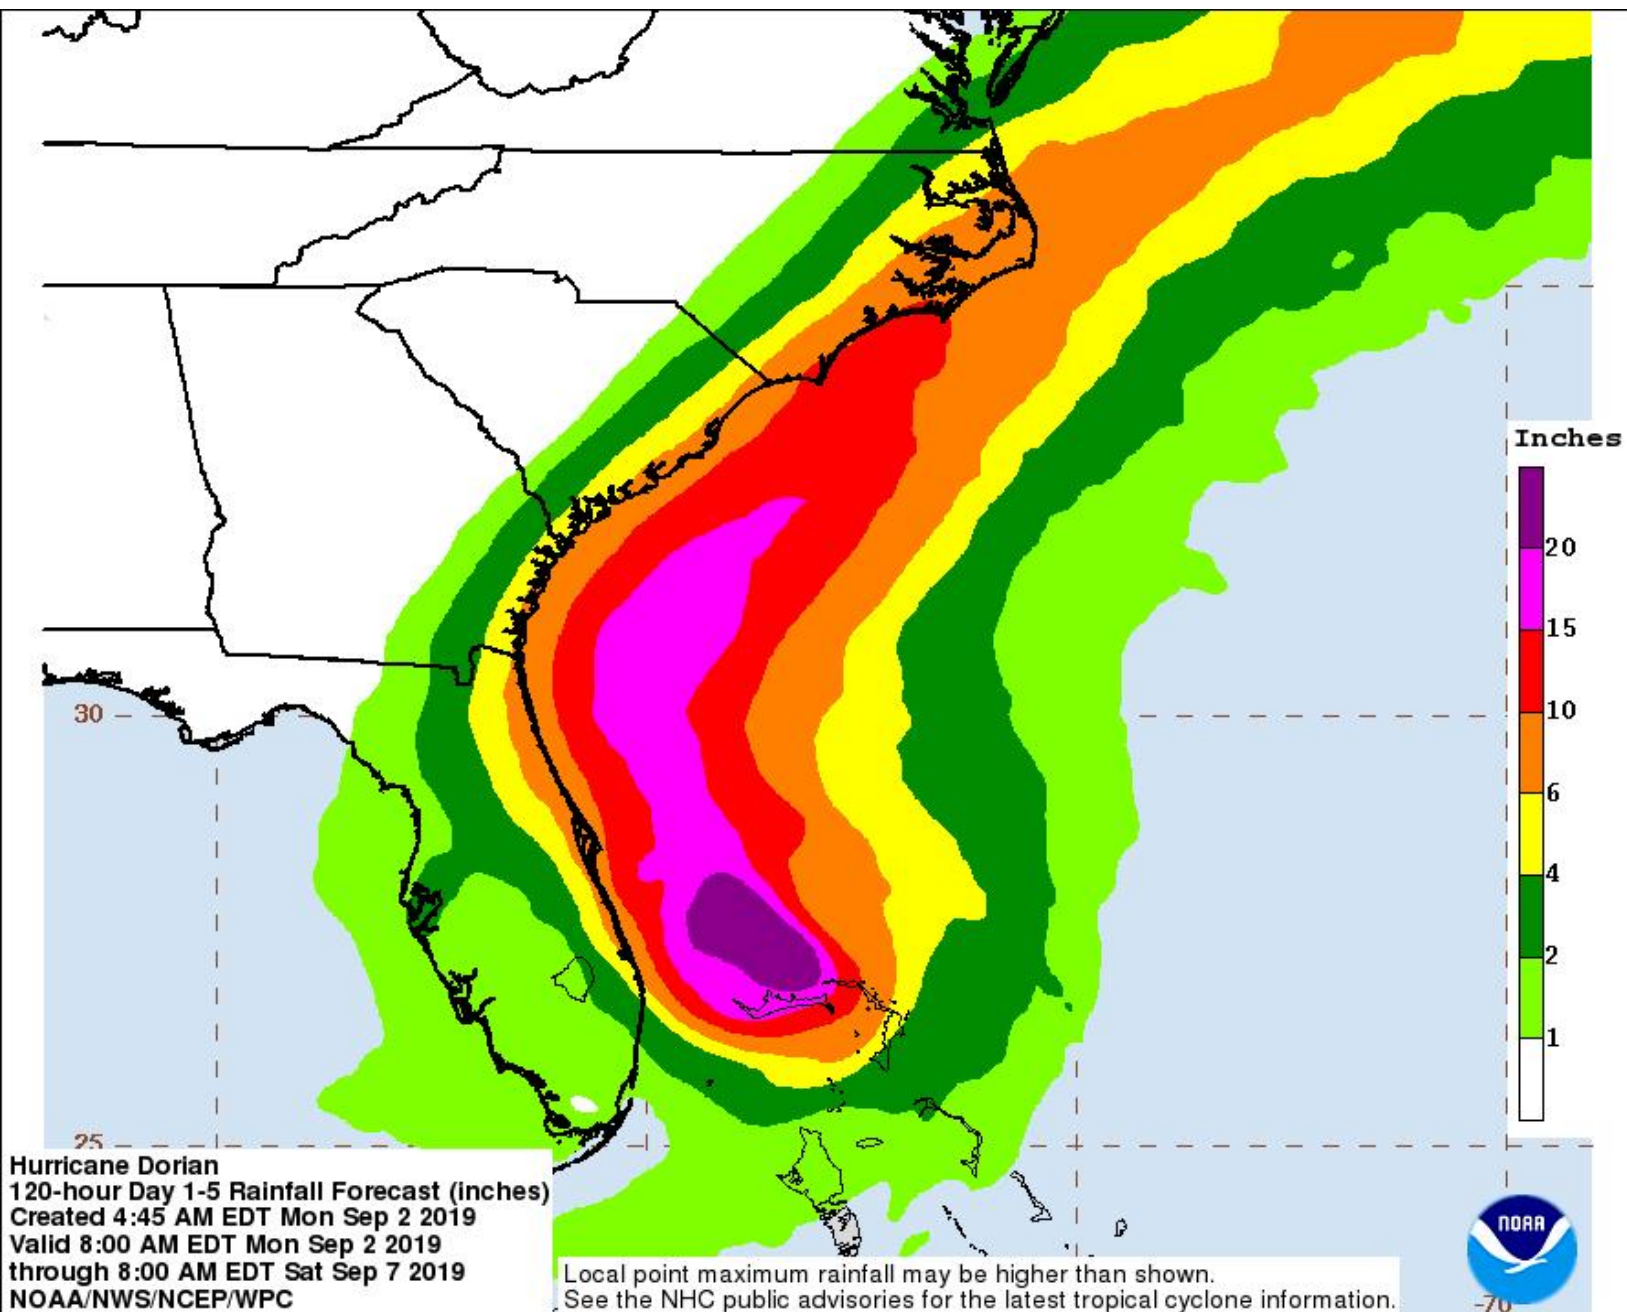 Inches
20
15
10
6
4
2
1
30
25
-70
Hurricane Dorian
120-hour Day 1-5 Rainfall Forecast (inches)
Created 4:45 AM EDT Mon Sep 2 2019
Valid 8:00 AM EDT Mon Sep 2 2019
through 8:00 AM EDT Sat Sep 7 2019
NOAA/NWS/NCEP/WPC
Local point maximum rainfall may be higher than shown.
See the NHC public advisories for the latest tropical cyclone information.
NOAA